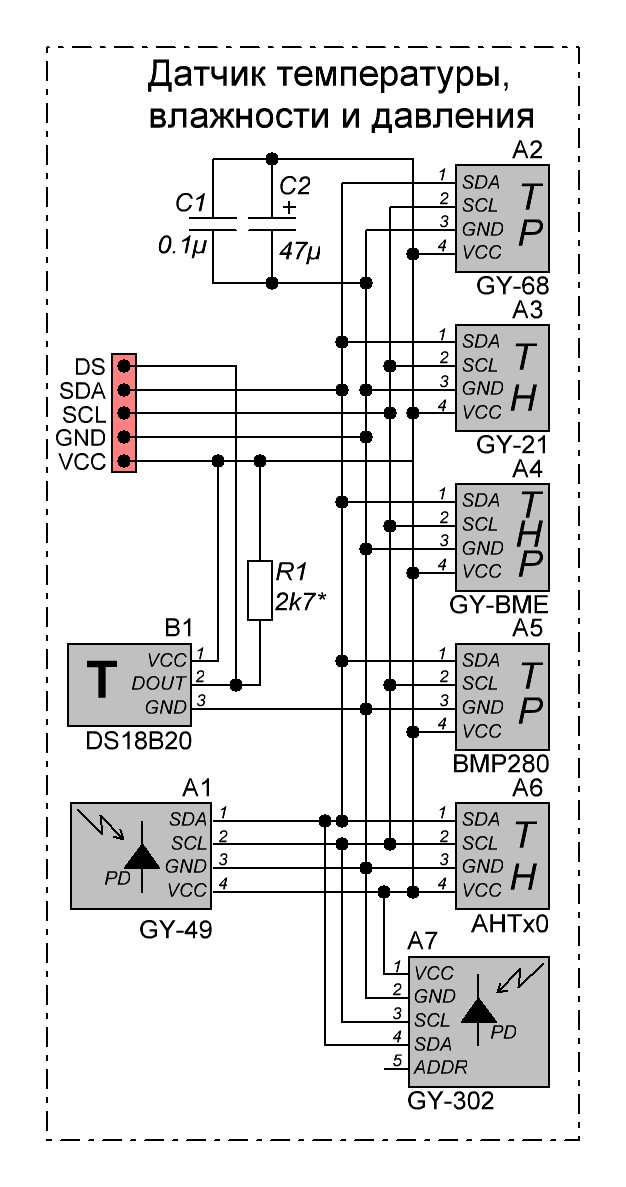 Датчик температуры,
влажности и давления
A2
1 SDA T
2 SCL
3 GND P
4 VCC
GY-68
C1
0.1µ
C2
+
47µ
A3
1 SDA T
2 SCL
3 GND H
4 VCC
GY-21
DS
SDA
SCL
GND
VCC
A4
1 SDA T
2 SCL H
3 GND
4 VCC P
GY-BME
R1
2k7*
B1
T
VCC 1
DOUT 2
GND 3
DS18B20
A5
1 SDA T
2 SCL
3 GND P
4 VCC
BMP280
A1
SDA 1
SCL 2
GND 3
VCC 4
PD
GY-49
A6
1 SDA T
2 SCL
3 GND H
4 VCC
AHTx0
A7
1 VCC
2 GND
3 SCL
4 SDA
5 ADDR
PD
GY-302